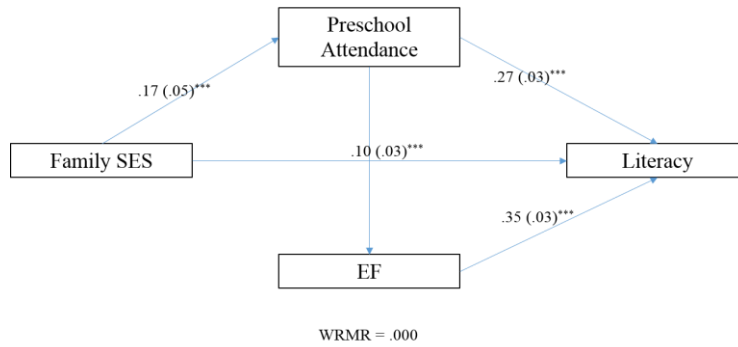 Preschool
Attendance
.17 (.05)***
.27 (.03)***
Family SES
.10 (.03)***
Literacy
.35 (.03)***
EF
WRMR = .000